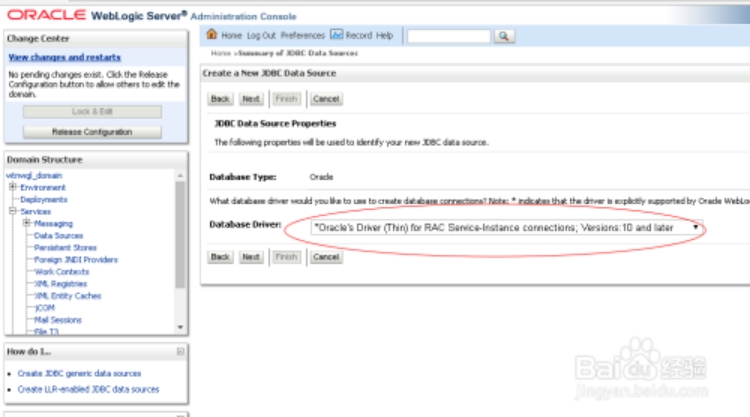 ORACLE WebLogic Server® Administration Console
Change Center
View changes and restarts
No pending changes exist. Click the Release
Configuration button to allow others to edit the
domain.
Lock & Edit
Release Configuration
Domain Structure
Environment
Deployments
Services
Messaging
Data Sources
Persistent Stores
Foreign JNDI Providers
Work Contexts
XML Registries
XML Entity Caches
jCOM
Mail Sessions
File T3
How do I...
Create JDBC generic data sources
Create LLR-enabled JDBC data sources
Home Log Out Preferences Record Help
Home >Summary of JDBC Data Sources
Create a New JDBC Data Source
Back Next Finish Cancel
JDBC Data Source Properties
The following properties will be used to identify your new JDBC data source.
Database Type: Oracle
What database driver would you like to use to create database connections? Note: * indicates that the driver is explicitly supported by Oracle WebLo
Database Driver: *Oracle's Driver (Thin) for RAC Service-Instance connections; Versions:10 and later
Back Next Finish Cancel
Baidu 经验
jingyan.baidu.com